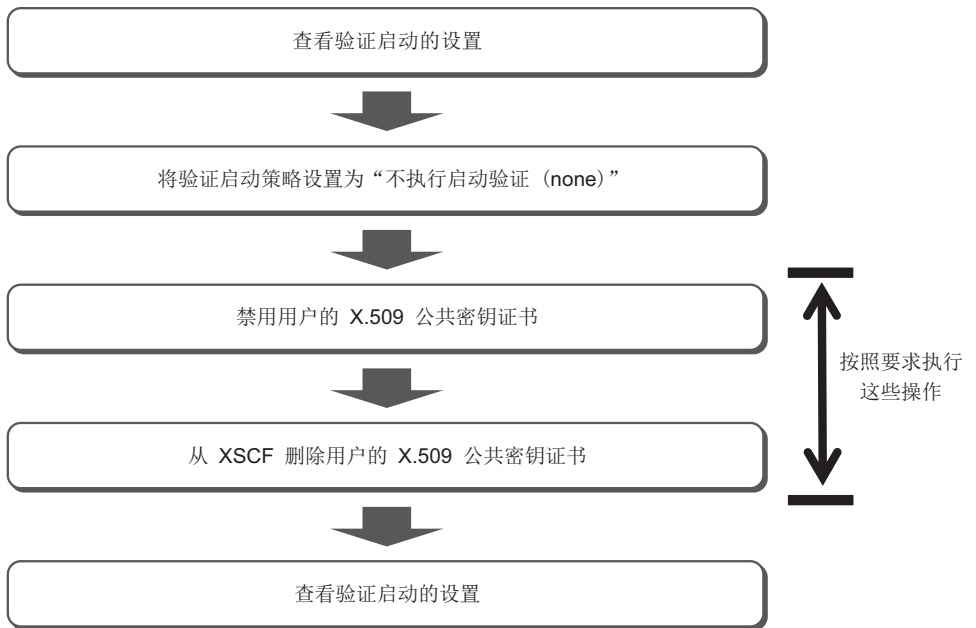 查看验证启动的设置
将验证启动策略设置为“不执行启动验证 (none)”
禁用用户的 X.509 公共密钥证书
按照要求执行
这些操作
从 XSCF 删除用户的 X.509 公共密钥证书
查看验证启动的设置